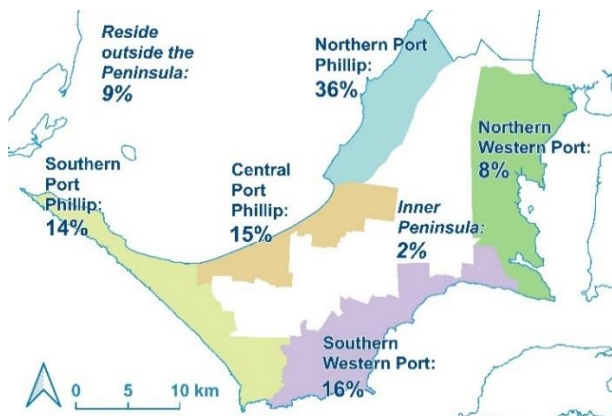 Reside
outside the
Peninsula:
9%
Northern Port
Phillip:
36%
Northern
Western Port:
8%
Southern
Port
Phillip:
14%
Central
Port
Phillip:
15%
Inner
Peninsula:
2%
Southern
Western Port:
16%
0 5 10 km